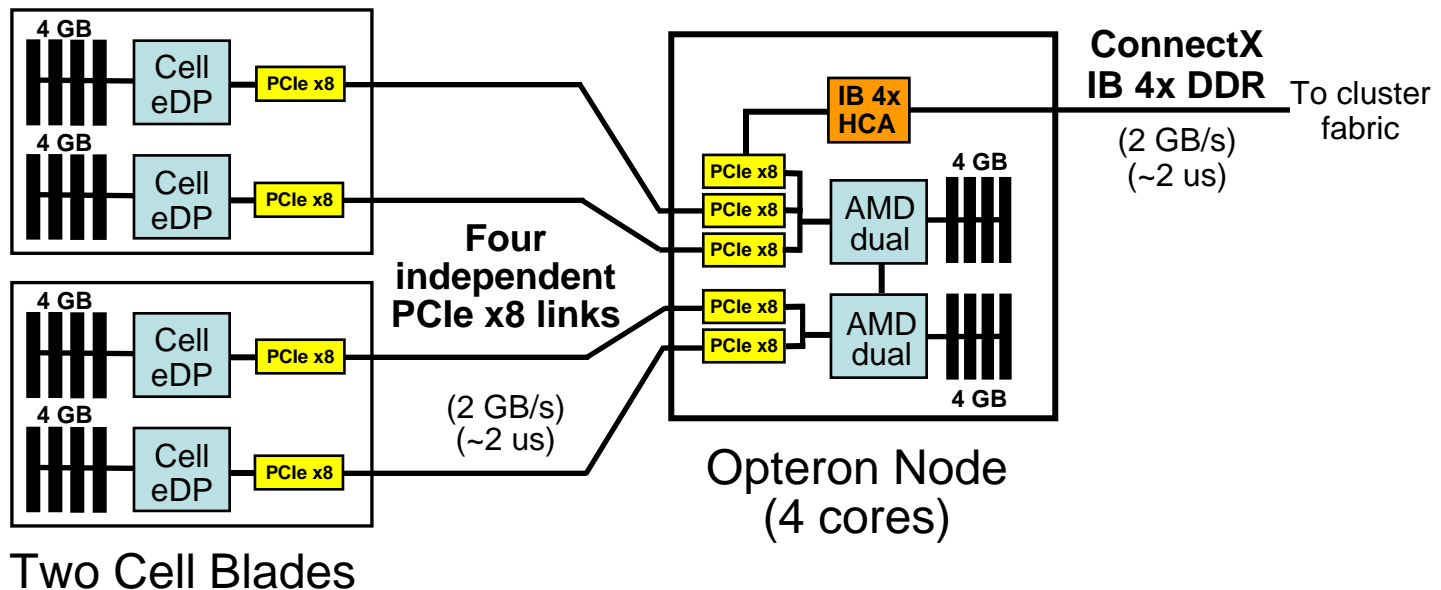 4 GB
Cell
eDP
PCIe x8
4 GB
Cell
eDP
PCIe x8
4 GB
Cell
eDP
PCIe x8
4 GB
Cell
eDP
PCIe x8
Two Cell Blades
Four
independent
PCIe x8 links
(2 GB/s)
(~2 us)
IB 4x
HCA
PCIe x8
PCIe x8
PCIe x8
AMD
dual
4 GB
PCIe x8
PCIe x8
AMD
dual
4 GB
Opteron Node
(4 cores)
ConnectX
IB 4x DDR
(2 GB/s)
(~2 us)
To cluster
fabric